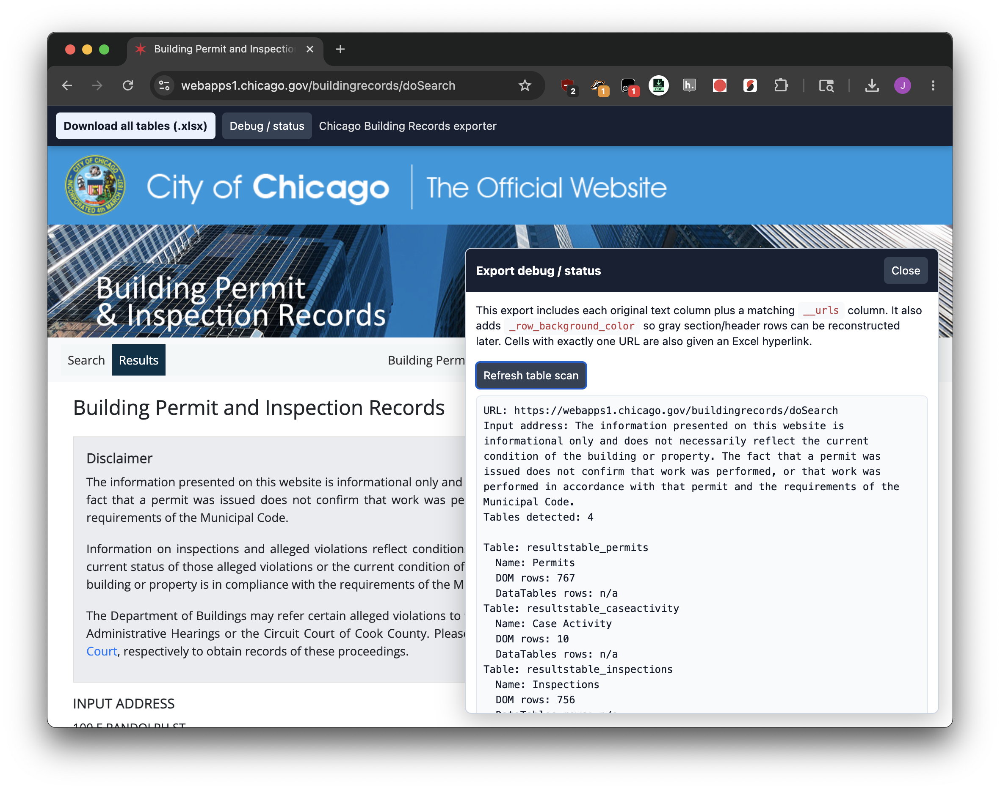 Building Permit and Inspectio
webapps1.chicago.gov/buildingrecords/doSearch
2
1
1
PDF
h.
J
Download all tables (.xlsx)
Debug / status
Chicago Building Records exporter
CITY OF CHICAGO
INCORPORATED 4th MARCH 1837
City of Chicago
The Official Website
Building Permit
& Inspection Records
Search
Results
Building Perm
Building Permit and Inspection Records
Disclaimer
The information presented on this website is informational only and
fact that a permit was issued does not confirm that work was pe
requirements of the Municipal Code.
Information on inspections and alleged violations reflect condition
current status of those alleged violations or the current condition of
building or property is in compliance with the requirements of the M
The Department of Buildings may refer certain alleged violations to
Administrative Hearings or the Circuit Court of Cook County. Pleas
Court, respectively to obtain records of these proceedings.
INPUT ADDRESS
100 E RANDOLPH ST
Export debug / status
Close
This export includes each original text column plus a matching __urls column. It also
adds _row_background_color so gray section/header rows can be reconstructed
later. Cells with exactly one URL are also given an Excel hyperlink.
Refresh table scan
URL: https://webapps1.chicago.gov/buildingrecords/doSearch
Input address: The information presented on this website is
informational only and does not necessarily reflect the current
condition of the building or property. The fact that a permit was
issued does not confirm that work was performed, or that work was
performed in accordance with that permit and the requirements of the
Municipal Code.
Tables detected: 4
Table: resultstable_permits
Name: Permits
DOM rows: 767
DataTables rows: n/a
Table: resultstable_caseactivity
Name: Case Activity
DOM rows: 10
DataTables rows: n/a
Table: resultstable_inspections
Name: Inspections
DOM rows: 756
DataTables rows: n/a